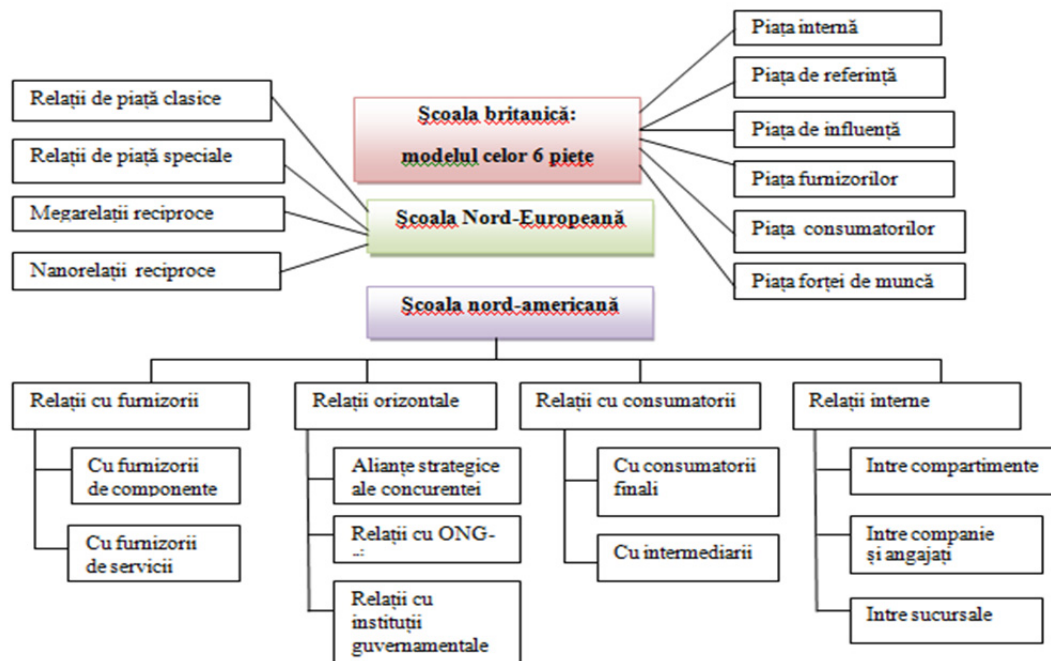 Relații de piață clasice
Relații de piață speciale
Megarelații reciproce
Nanorelații reciproce
Școala britanică:
modelul celor 6 piețe
Școala Nord-Europeană
Piața internă
Piața de referință
Piața de influență
Piața furnizorilor
Piața consumatorilor
Piața forței de muncă
Școala nord-americană
Relații cu furnizorii
Cu furnizorii
de componente
Cu furnizorii
de servicii
Relații orizontale
Alianțe strategice
ale concurentei
Relații cu ONG-
Relații cu
instituții
guvernamentale
Relații cu consumatorii
Cu consumatorii
finali
Cu intermediarii
Relații interne
Intre compartimente
Intre companie
și angajați
Intre sucursale